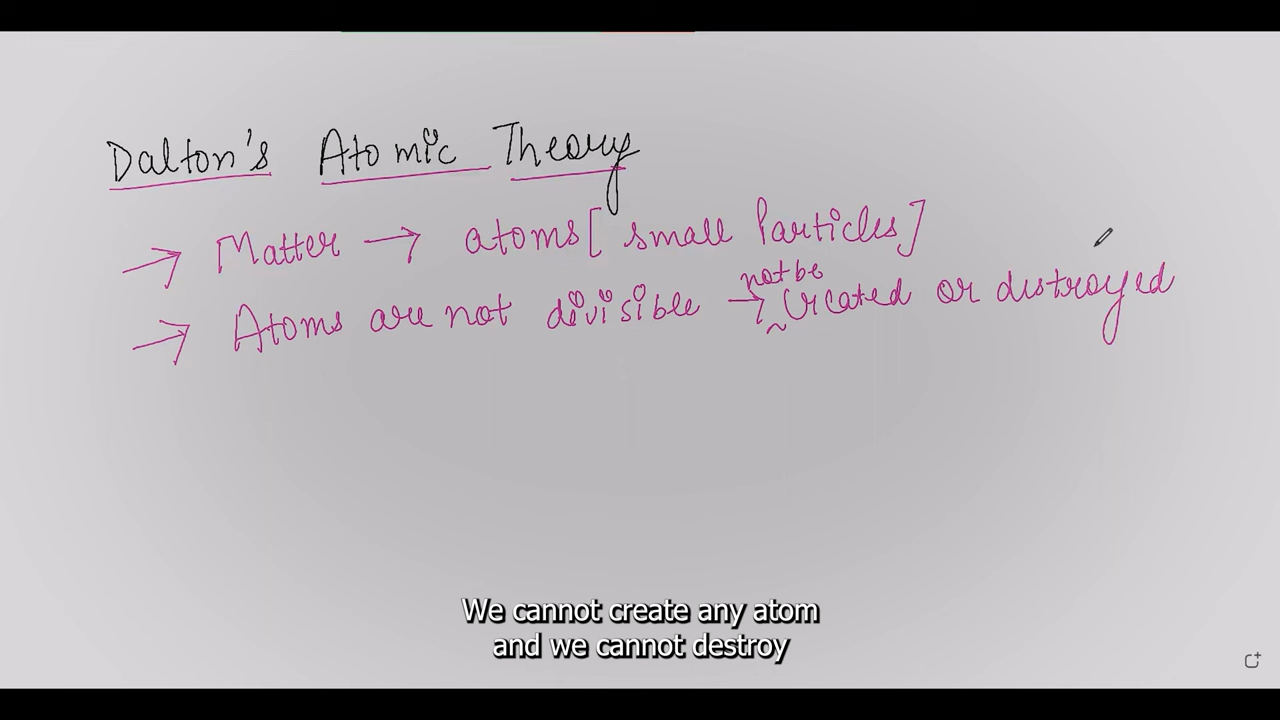 Dalton's Atomic Theory
→ Matter → atoms [ small Particles ]
→ Atoms are not divisible → not be Created or destroyed
We cannot create any atom
and we cannot destroy